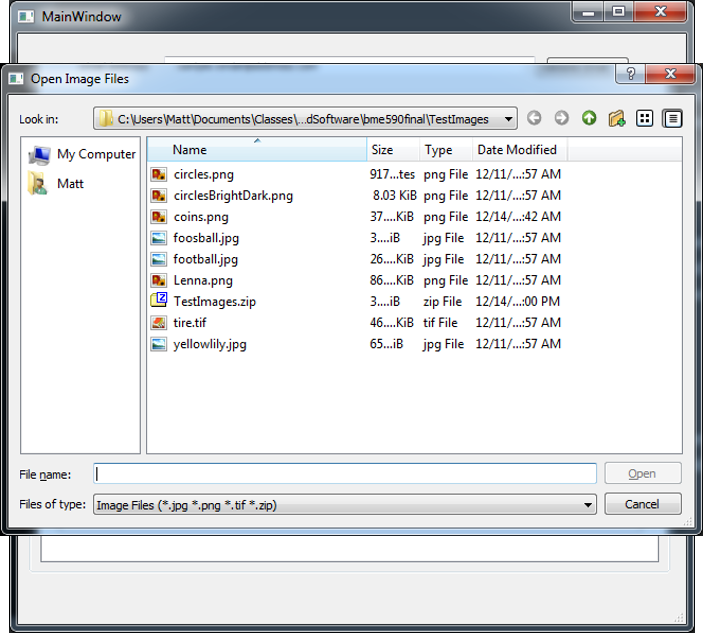 MainWindow
Open Image Files
?
Look in: C:\Users\Matt\Documents\Classes\...dSoftware\bme590final\TestImages
My Computer
Matt
Name Size Type Date Modified
circles.png 917...tes png File 12/11/...:57 AM
circlesBrightDark.png 8.03 KiB png File 12/11/...:57 AM
coins.png 37....KiB png File 12/14/...:42 AM
foosball.jpg 3....iB jpg File 12/11/...:57 AM
football.jpg 26....KiB jpg File 12/11/...:57 AM
Lenna.png 86....KiB png File 12/11/...:57 AM
TestImages.zip 3....iB zip File 12/14/...:00 PM
tire.tif 46....KiB tif File 12/11/...:57 AM
yellowlily.jpg 65...iB jpg File 12/11/...:57 AM
File name: Open
Files of type: Image Files (*.jpg *.png *.tif *.zip) Cancel